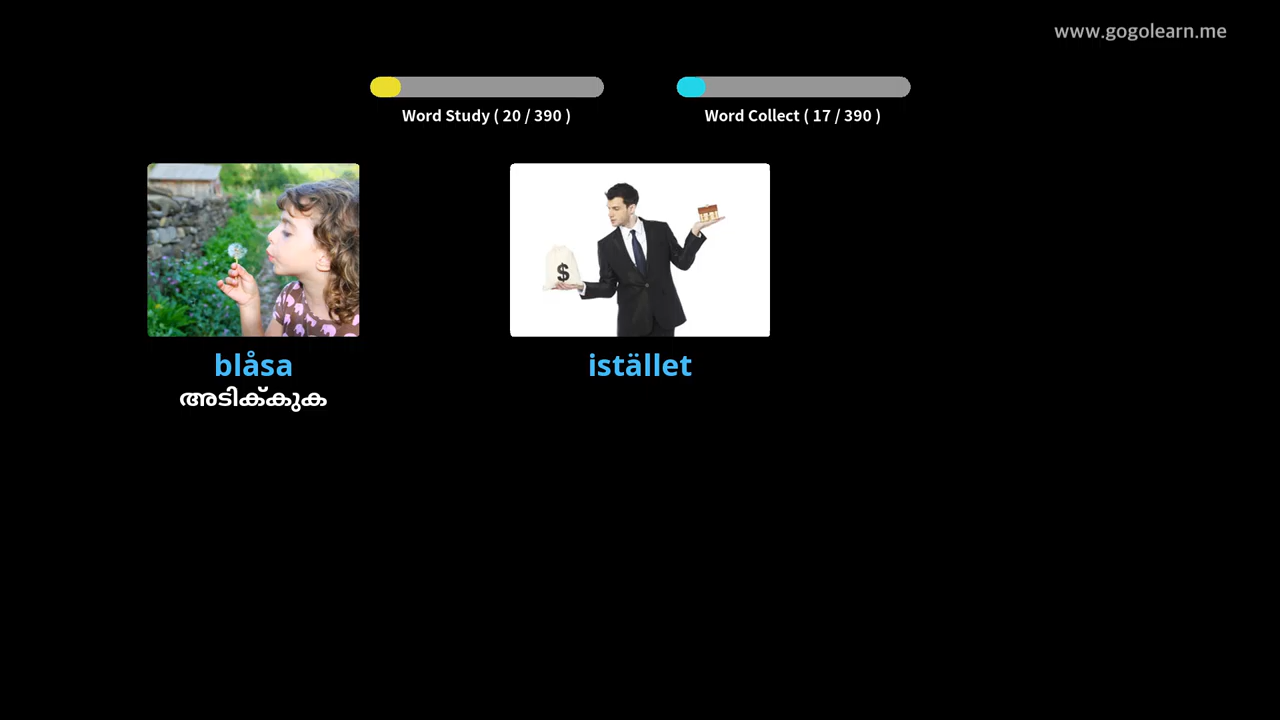 www.gogolearn.me
Word Study ( 20 / 390 )
Word Collect ( 17 / 390 )
$
blåsa
അടിക്കുക
istället